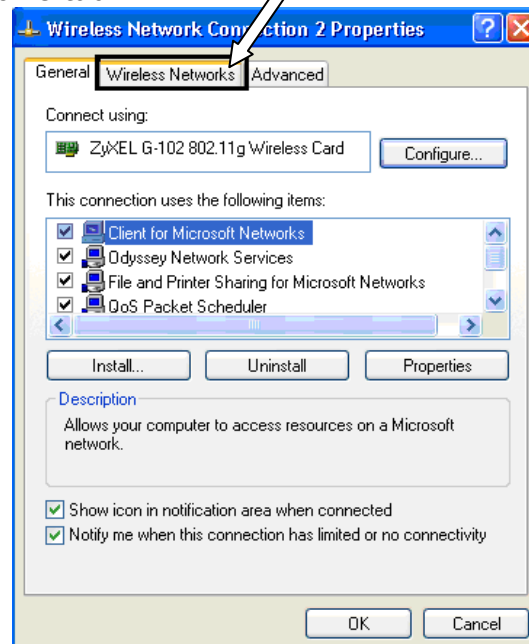 Wireless Network Connection 2 Properties
General Wireless Networks Advanced
Connect using:
ZyXEL G-102 802.11g Wireless Card Configure...
This connection uses the following items:
Client for Microsoft Networks
Odyssey Network Services
File and Printer Sharing for Microsoft Networks
QoS Packet Scheduler
Install... Uninstall Properties
Description
Allows your computer to access resources on a Microsoft
network.
Show icon in notification area when connected
Notify me when this connection has limited or no connectivity
OK Cancel